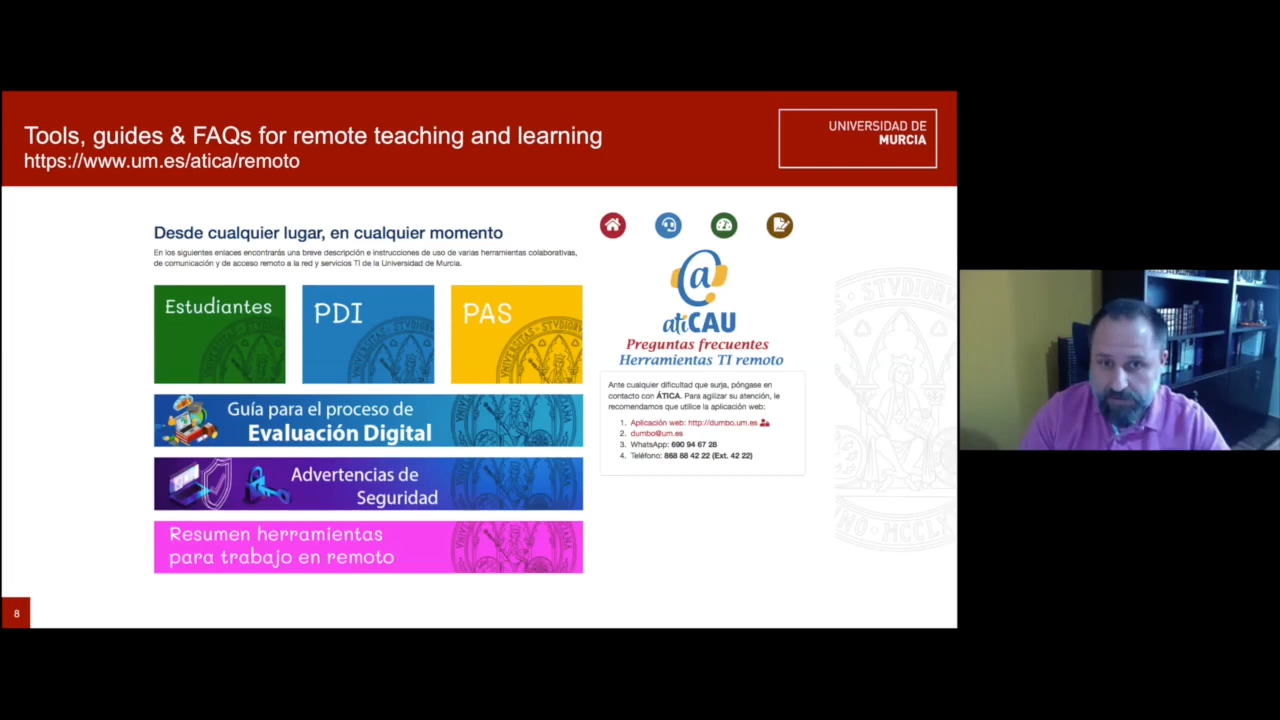 Tools, guides & FAQs for remote teaching and learning
https://www.um.es/atica/remoto
UNIVERSIDAD DE
MURCIA
Desde cualquier lugar, en cualquier momento
En los siguientes enlaces encontrarás una breve descripción e instrucciones de uso de varias herramientas colaborativas,
de comunicación y de acceso remoto a la red y servicios TI de la Universidad de Murcia.
Estudiantes
PDI
PAS
Guía para el proceso de
Evaluación Digital
Advertencias de
Seguridad
Resumen herramientas
para trabajo en remoto
@
atiCAU
Preguntas frecuentes
Herramientas TI remoto
Ante cualquier dificultad que surja, póngase en
contacto con ÁTICA. Para agilizar su atención, le
recomendamos que utilice la aplicación web:
1. Aplicación web: http://dumbo.um.es
2. dumbo@um.es
3. WhatsApp: 690 94 67 28
4. Teléfono: 868 88 42 22 (Ext. 42 22)
8